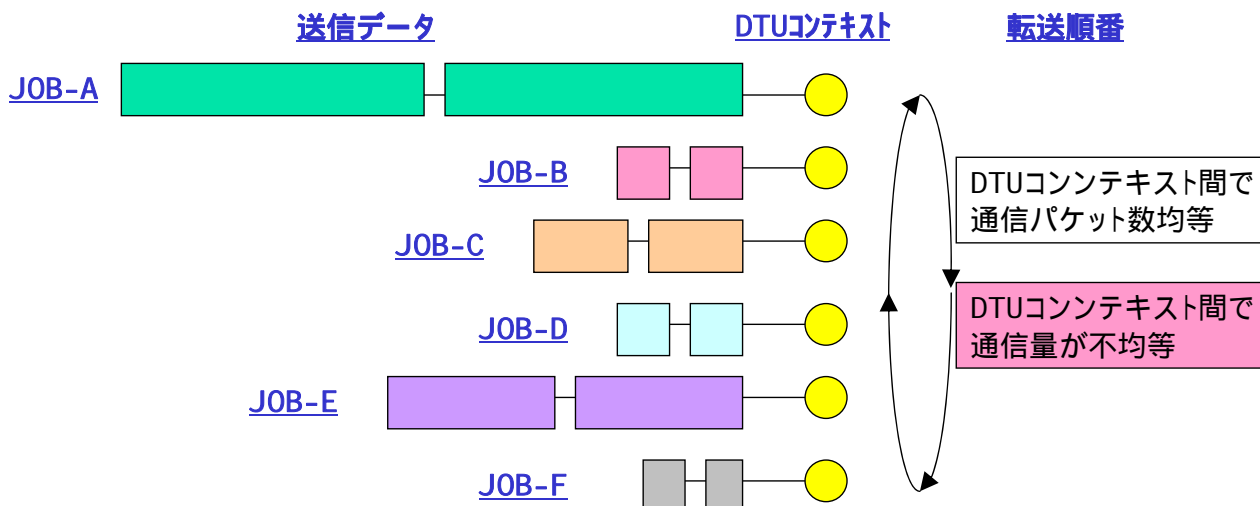 送信データ
DTUコンテキスト
転送順番
JOB-A
JOB-B
JOB-C
JOB-D
JOB-E
JOB-F
DTUコンンテキスト間で
通信パケット数均等
DTUコンンテキスト間で
通信量が不均等